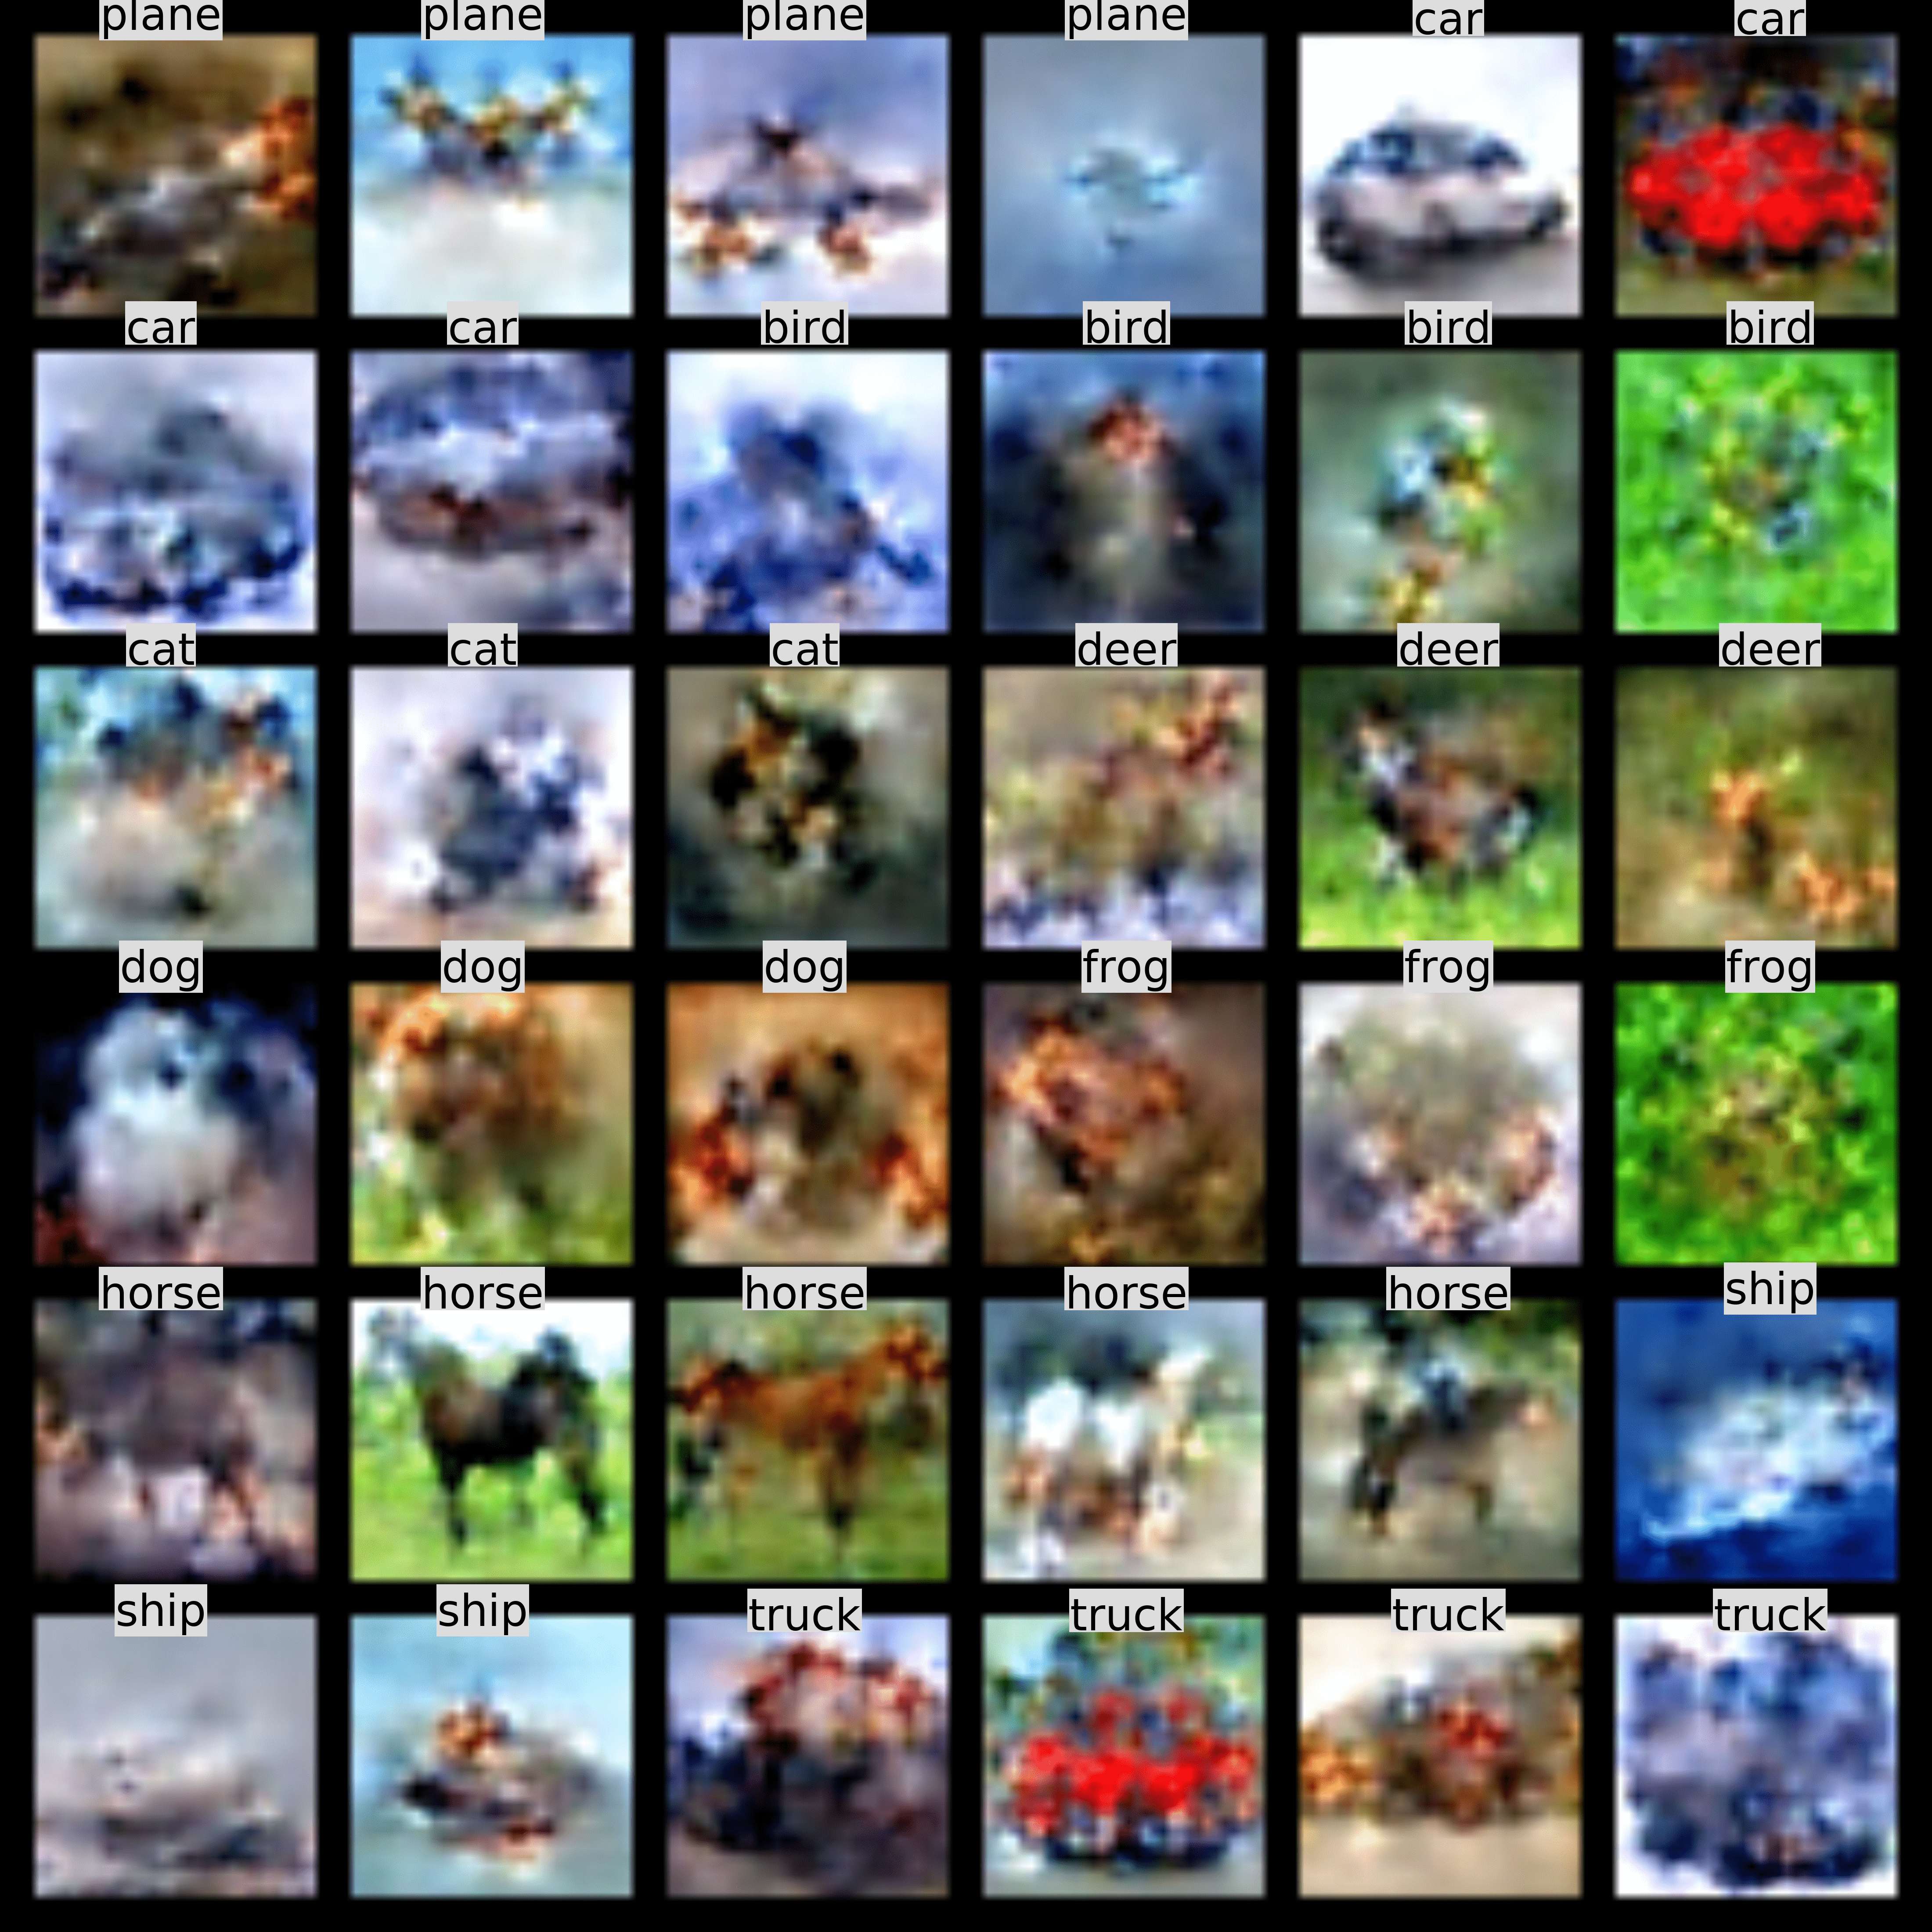 plane plane plane plane car car
car car bird bird bird bird
cat cat cat deer deer deer
dog dog dog frog frog frog
horse horse horse horse horse ship
ship ship truck truck truck truck